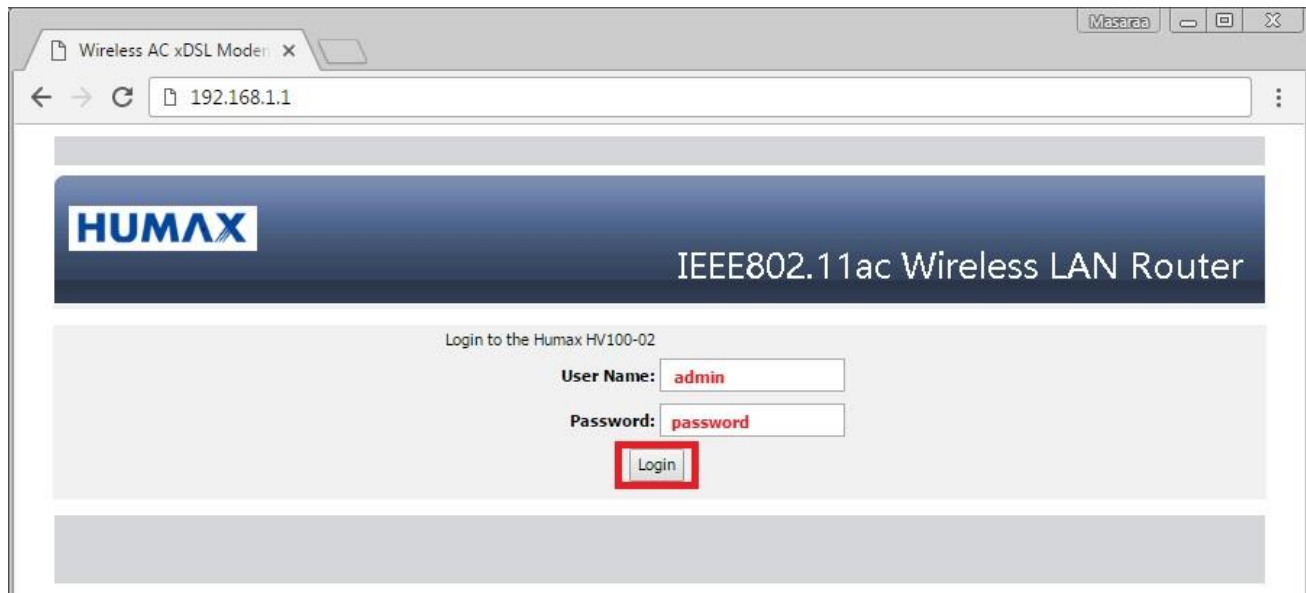 Masaraa
Wireless AC xDSL Modem
192.168.1.1
HUMAX
IEEE802.11ac Wireless LAN Router
Login to the Humax HV100-02
User Name: admin
Password: password
Login